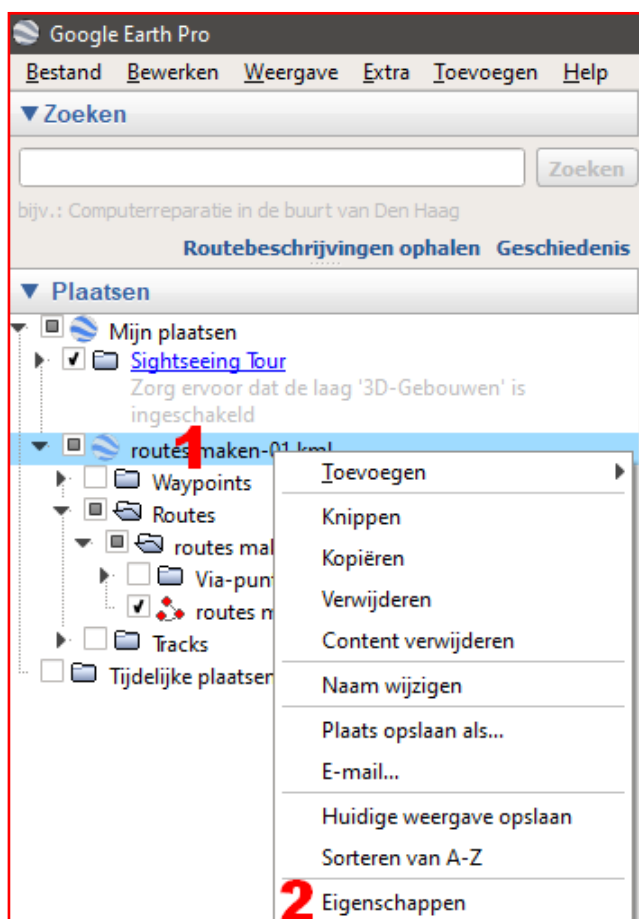 Google Earth Pro
Bestand Bewerken Weergave Extra Toevoegen Help
Zoeken
Zoeken
bijv.: Computerreparatie in de buurt van Den Haag
Routebeschrijvingen ophalen Geschiedenis
Plaatsen
Mijn plaatsen
Sightseeing Tour
Zorg ervoor dat de laag '3D-Gebouwen' is
ingeschakeld
1
routes maken-01.kml
Waypoints
Routes
routes mal
Via-pun
routes m
Tracks
Tijdelijke plaatsen
Toevoegen
Knippen
Kopiëren
Verwijderen
Content verwijderen
Naam wijzigen
Plaats opslaan als...
E-mail...
Huidige weergave opslaan
Sorteren van A-Z
2 Eigenschappen